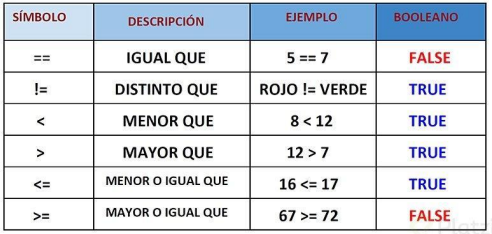 SÍMBOLO DESCRIPCIÓN EJEMPLO BOOLEANO
== IGUAL QUE 5 == 7 FALSE
!= DISTINTO QUE ROJO != VERDE TRUE
< MENOR QUE 8 < 12 TRUE
> MAYOR QUE 12 > 7 TRUE
<= MENOR O IGUAL QUE 16 <= 17 TRUE
>= MAYOR O IGUAL QUE 67 >= 72 FALSE
Platzi